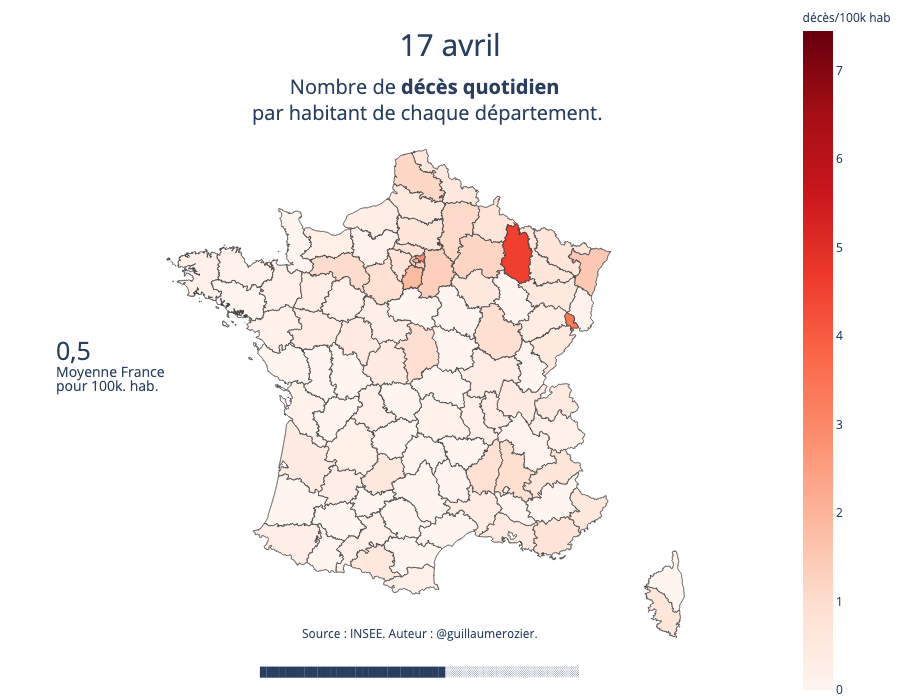 décès/100k hab
17 avril
Nombre de décès quotidien
par habitant de chaque département.
7
6
5
4
3
2
1
0
0,5
Moyenne France
pour 100k. hab.
Source : INSEE. Auteur : @guillaumerozier.